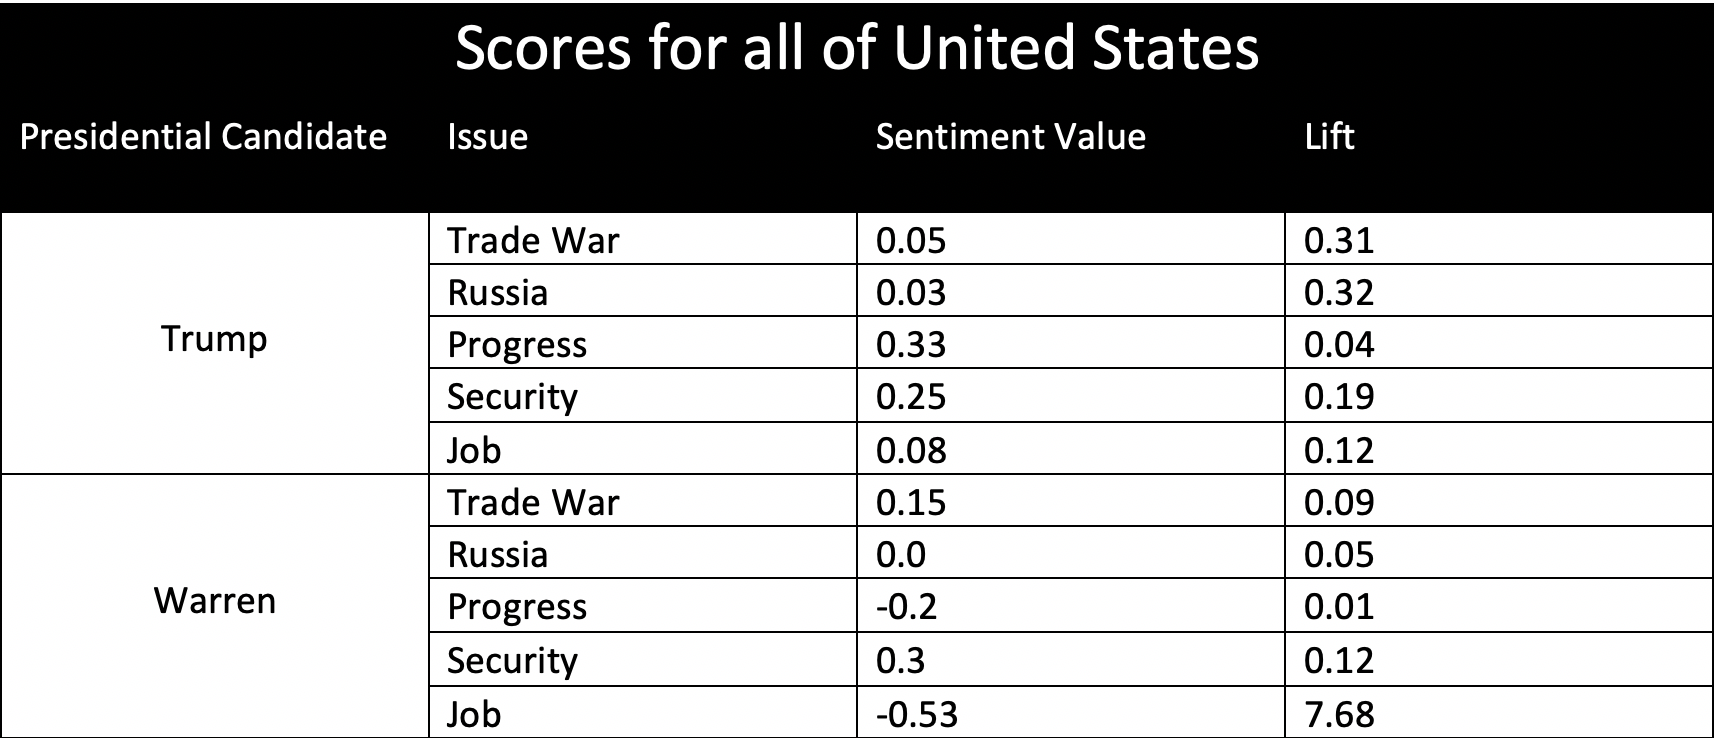 Scores for all of United States
Presidential Candidate Issue Sentiment Value Lift
Trump
Trade War 0.05 0.31
Russia 0.03 0.32
Progress 0.33 0.04
Security 0.25 0.19
Job 0.08 0.12
Warren
Trade War 0.15 0.09
Russia 0.0 0.05
Progress -0.2 0.01
Security 0.3 0.12
Job -0.53 7.68